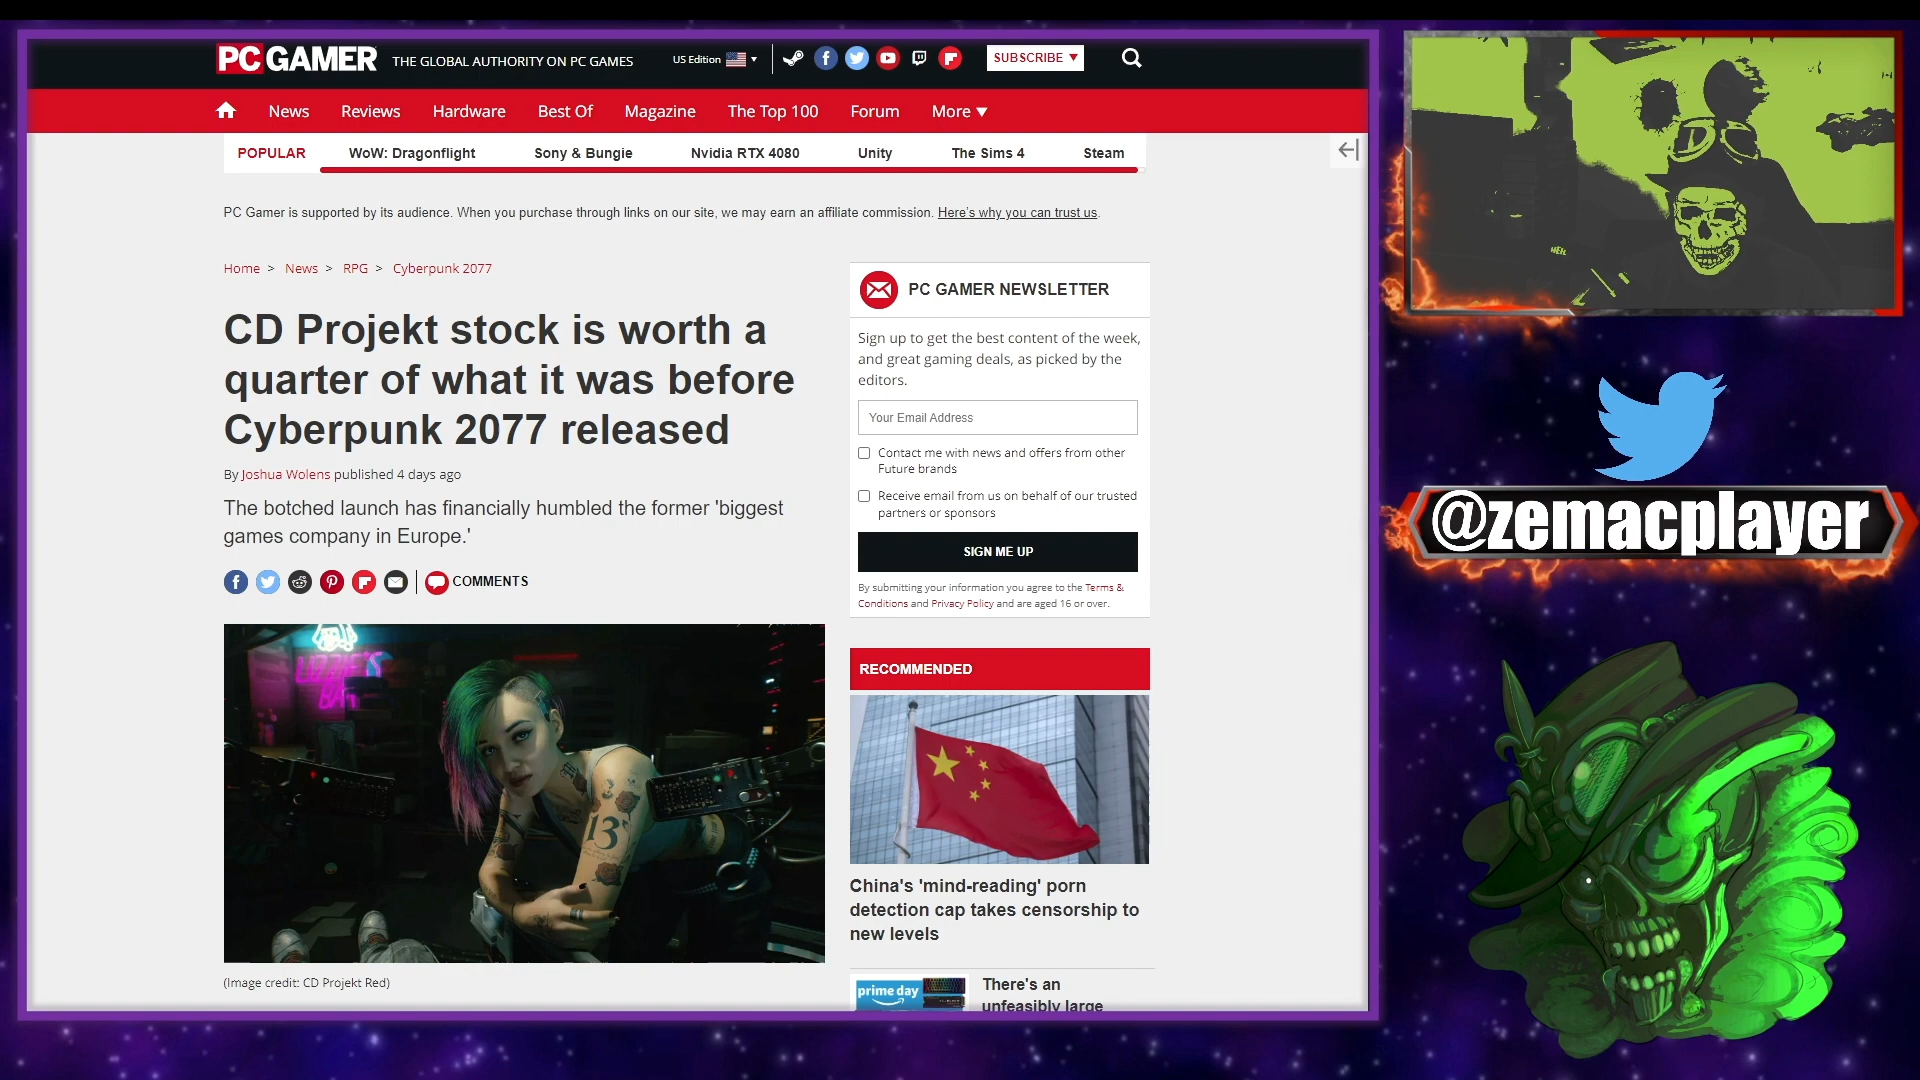 PC GAMER THE GLOBAL AUTHORITY ON PC GAMES US Edition SUBSCRIBE
News Reviews Hardware Best Of Magazine The Top 100 Forum More
POPULAR WoW: Dragonflight Sony & Bungie Nvidia RTX 4080 Unity The Sims 4 Steam
PC Gamer is supported by its audience. When you purchase through links on our site, we may earn an affiliate commission. Here's why you can trust us.
Home > News > RPG > Cyberpunk 2077
CD Projekt stock is worth a
quarter of what it was before
Cyberpunk 2077 released
By Joshua Wolens published 4 days ago
The botched launch has financially humbled the former 'biggest
games company in Europe.'
COMMENTS
LIZZIE'S
BAR
13
(Image credit: CD Projekt Red)
PC GAMER NEWSLETTER
Sign up to get the best content of the week,
and great gaming deals, as picked by the
editors.
Your Email Address
Contact me with news and offers from other
Future brands
Receive email from us on behalf of our trusted
partners or sponsors
SIGN ME UP
By submitting your information you agree to the Terms &
Conditions and Privacy Policy and are aged 16 or over.
RECOMMENDED
China's 'mind-reading' porn
detection cap takes censorship to
new levels
prime day
There's an
unfeasibly large
@zemacplayer